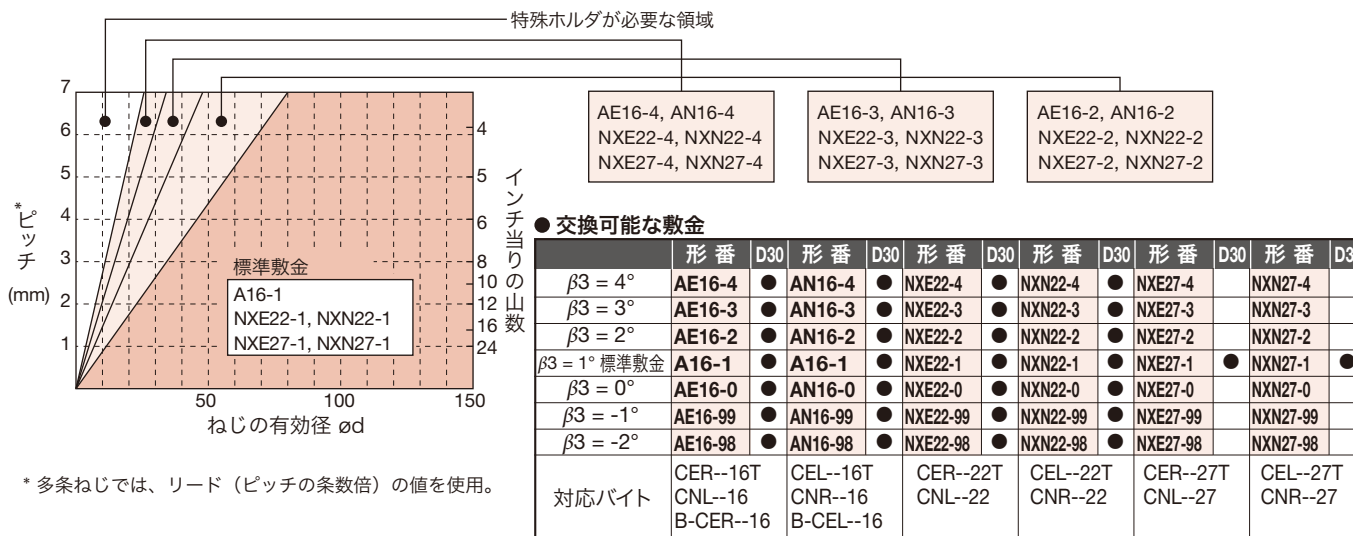 特殊ホルダが必要な領域
AE16-4, AN16-4
NXE22-4, NXN22-4
NXE27-4, NXN27-4
AE16-3, AN16-3
NXE22-3, NXN22-3
NXE27-3, NXN27-3
AE16-2, AN16-2
NXE22-2, NXN22-2
NXE27-2, NXN27-2
*ピッチ
(mm)
7
6
5
4
3
2
1
4
5
6
8
10
12
16
24
インチ当りの山数
標準敷金
A16-1
NXE22-1, NXN22-1
NXE27-1, NXN27-1
50 100 150
ねじの有効径 ød
* 多条ねじでは、リード（ピッチの条数倍）の値を使用。
● 交換可能な敷金
形 番 D30 形 番 D30 形 番 D30 形 番 D30 形 番 D30 形 番 D3
β3 = 4° AE16-4 ● AN16-4 ● NXE22-4 ● NXN22-4 ● NXE27-4 NXN27-4
β3 = 3° AE16-3 ● AN16-3 ● NXE22-3 ● NXN22-3 ● NXE27-3 NXN27-3
β3 = 2° AE16-2 ● AN16-2 ● NXE22-2 ● NXN22-2 ● NXE27-2 NXN27-2
β3 = 1° 標準敷金 A16-1 ● A16-1 ● NXE22-1 ● NXN22-1 ● NXE27-1 ● NXN27-1 ●
β3 = 0° AE16-0 ● AN16-0 ● NXE22-0 ● NXN22-0 ● NXE27-0 NXN27-0
β3 = -1° AE16-99 ● AN16-99 ● NXE22-99 ● NXN22-99 ● NXE27-99 NXN27-99
β3 = -2° AE16-98 ● AN16-98 ● NXE22-98 ● NXN22-98 ● NXE27-98 NXN27-98
対応バイト
CER--16T CEL--16T CER--22T CEL--22T CER--27T CEL--27T
CNL--16 CNR--16 CNL--22 CNR--22 CNL--27 CNR--27
B-CER--16 B-CEL--16